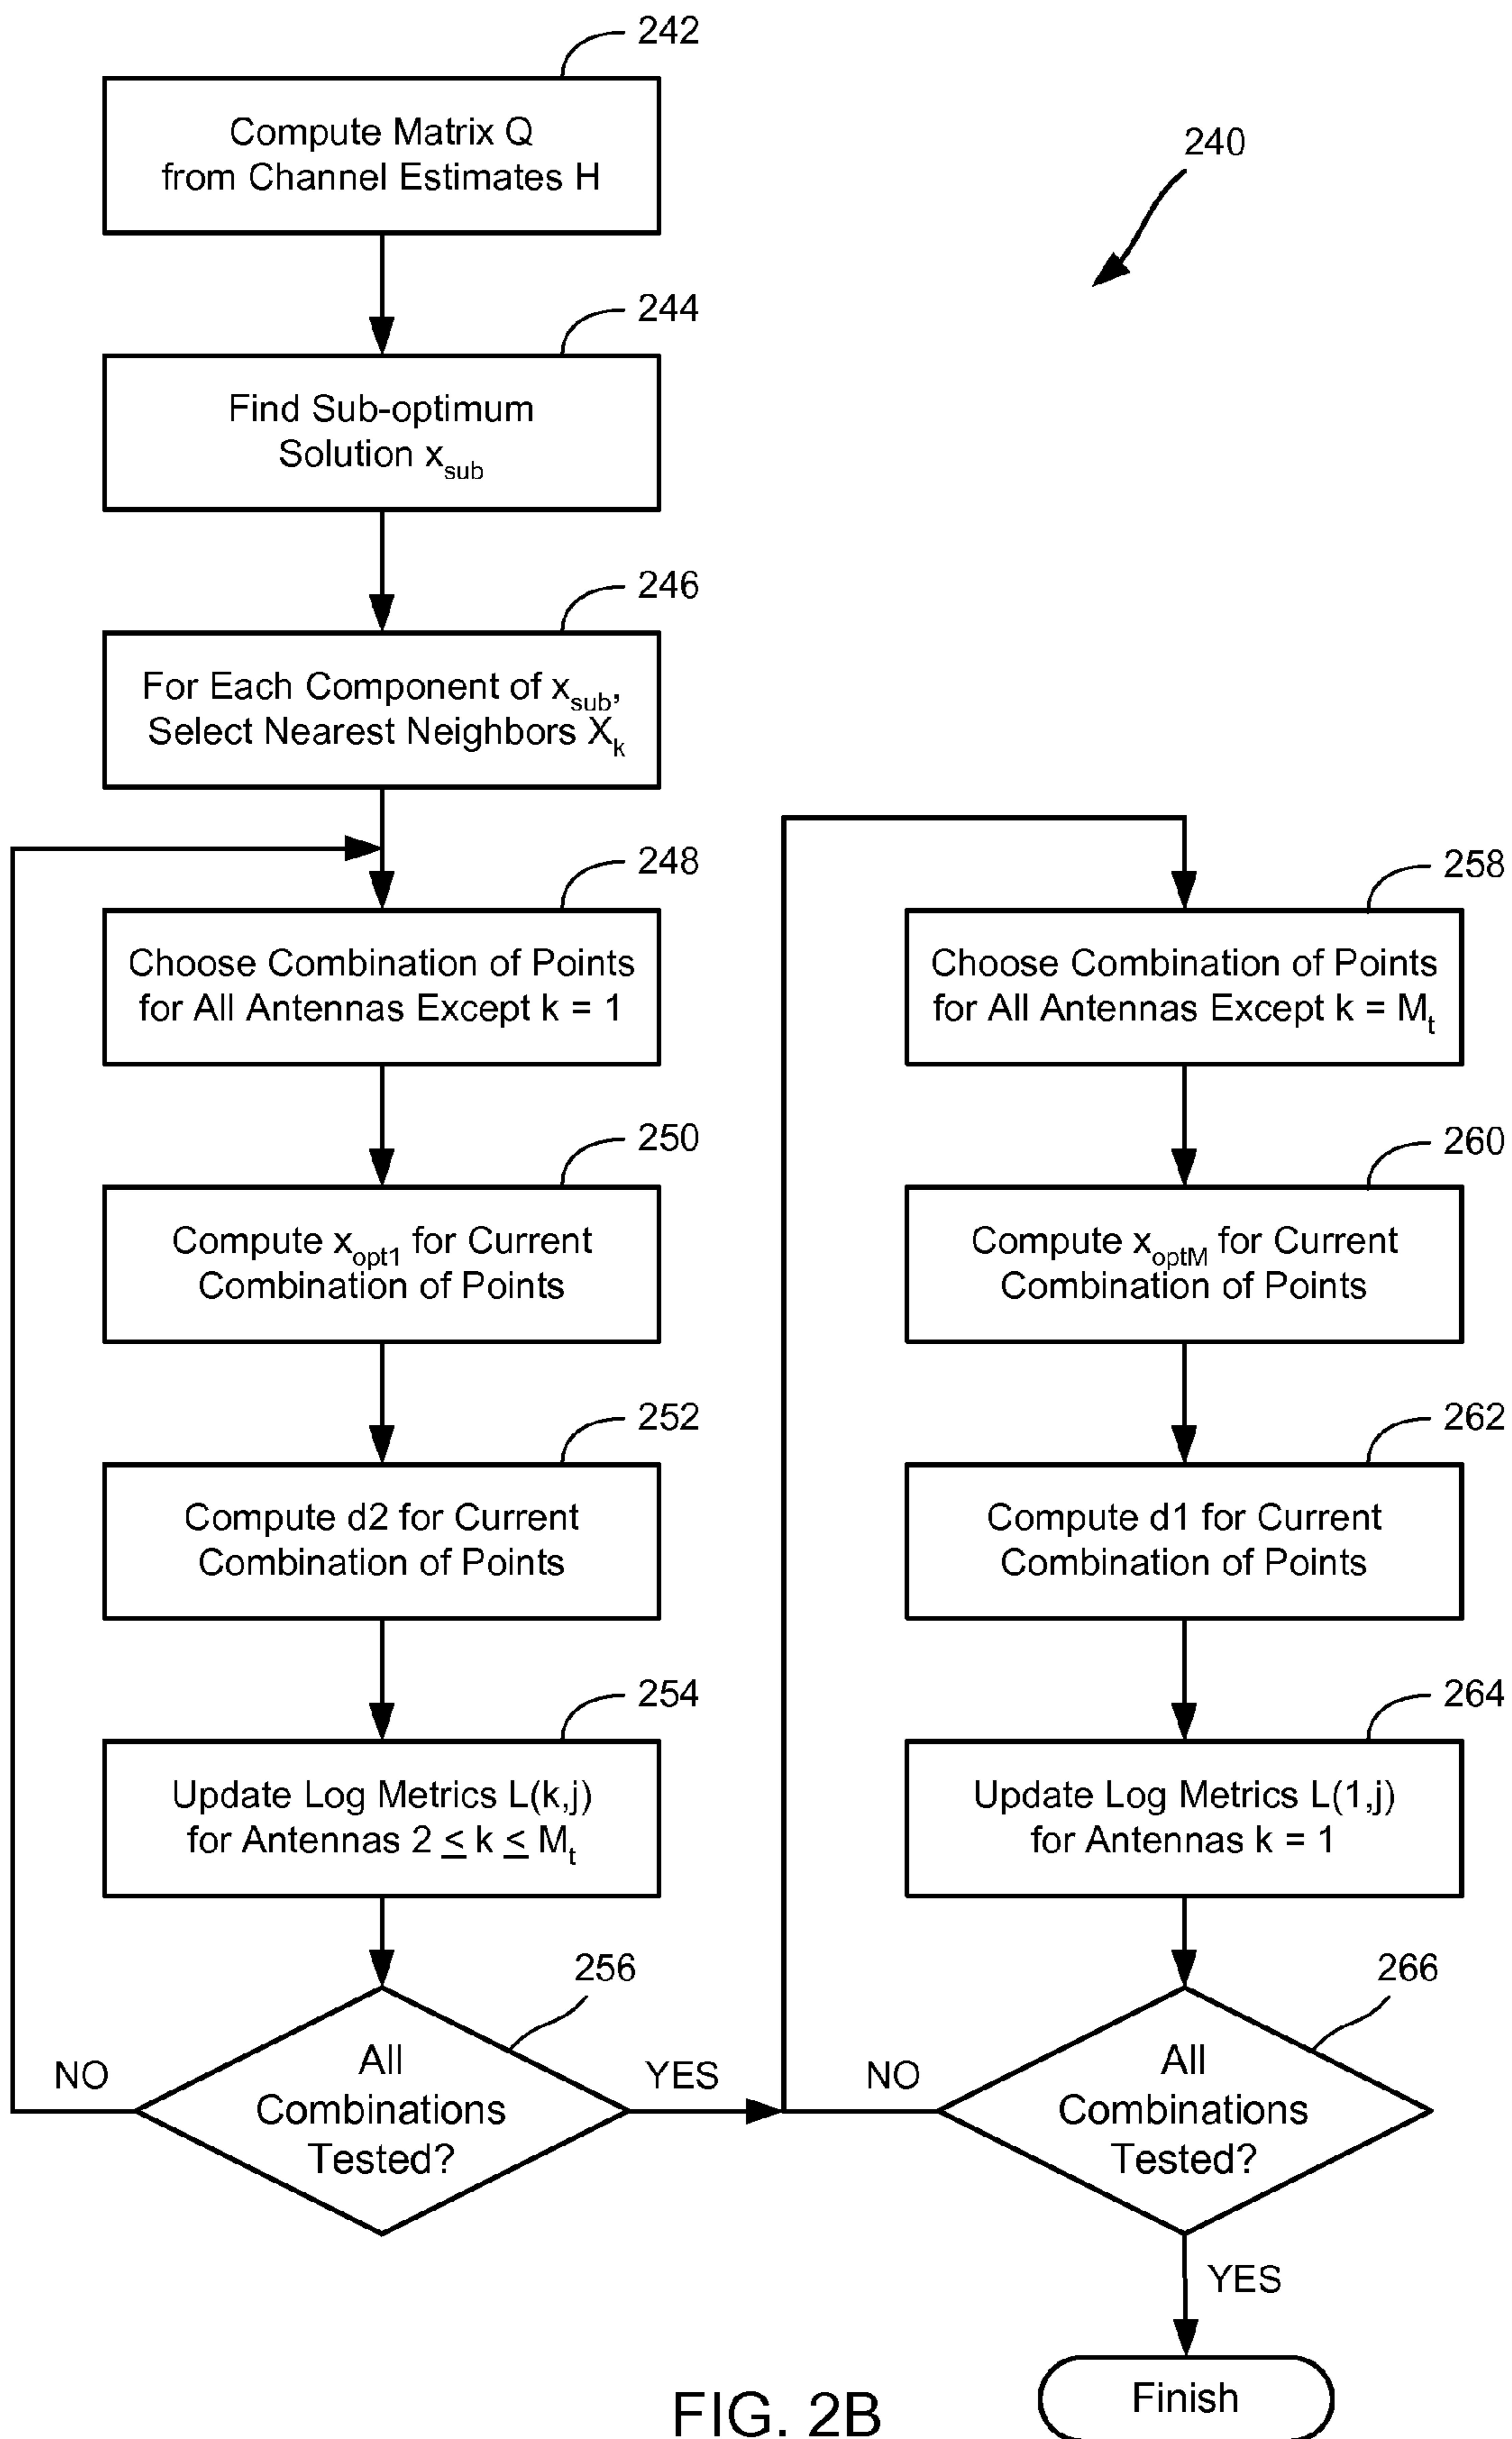 242
Compute Matrix Q
from Channel Estimates H
240
244
Find Sub-optimum
Solution x_sub
246
For Each Component of x_sub,
Select Nearest Neighbors X_k
248
Choose Combination of Points
for All Antennas Except k = 1
250
Compute x_opt1 for Current
Combination of Points
252
Compute d2 for Current
Combination of Points
254
Update Log Metrics L(k,j)
for Antennas 2 ≤ k ≤ M_t
256
All
Combinations
Tested?
NO
YES
258
Choose Combination of Points
for All Antennas Except k = M_t
260
Compute x_optM for Current
Combination of Points
262
Compute d1 for Current
Combination of Points
264
Update Log Metrics L(1,j)
for Antennas k = 1
266
All
Combinations
Tested?
NO
YES
Finish
FIG. 2B